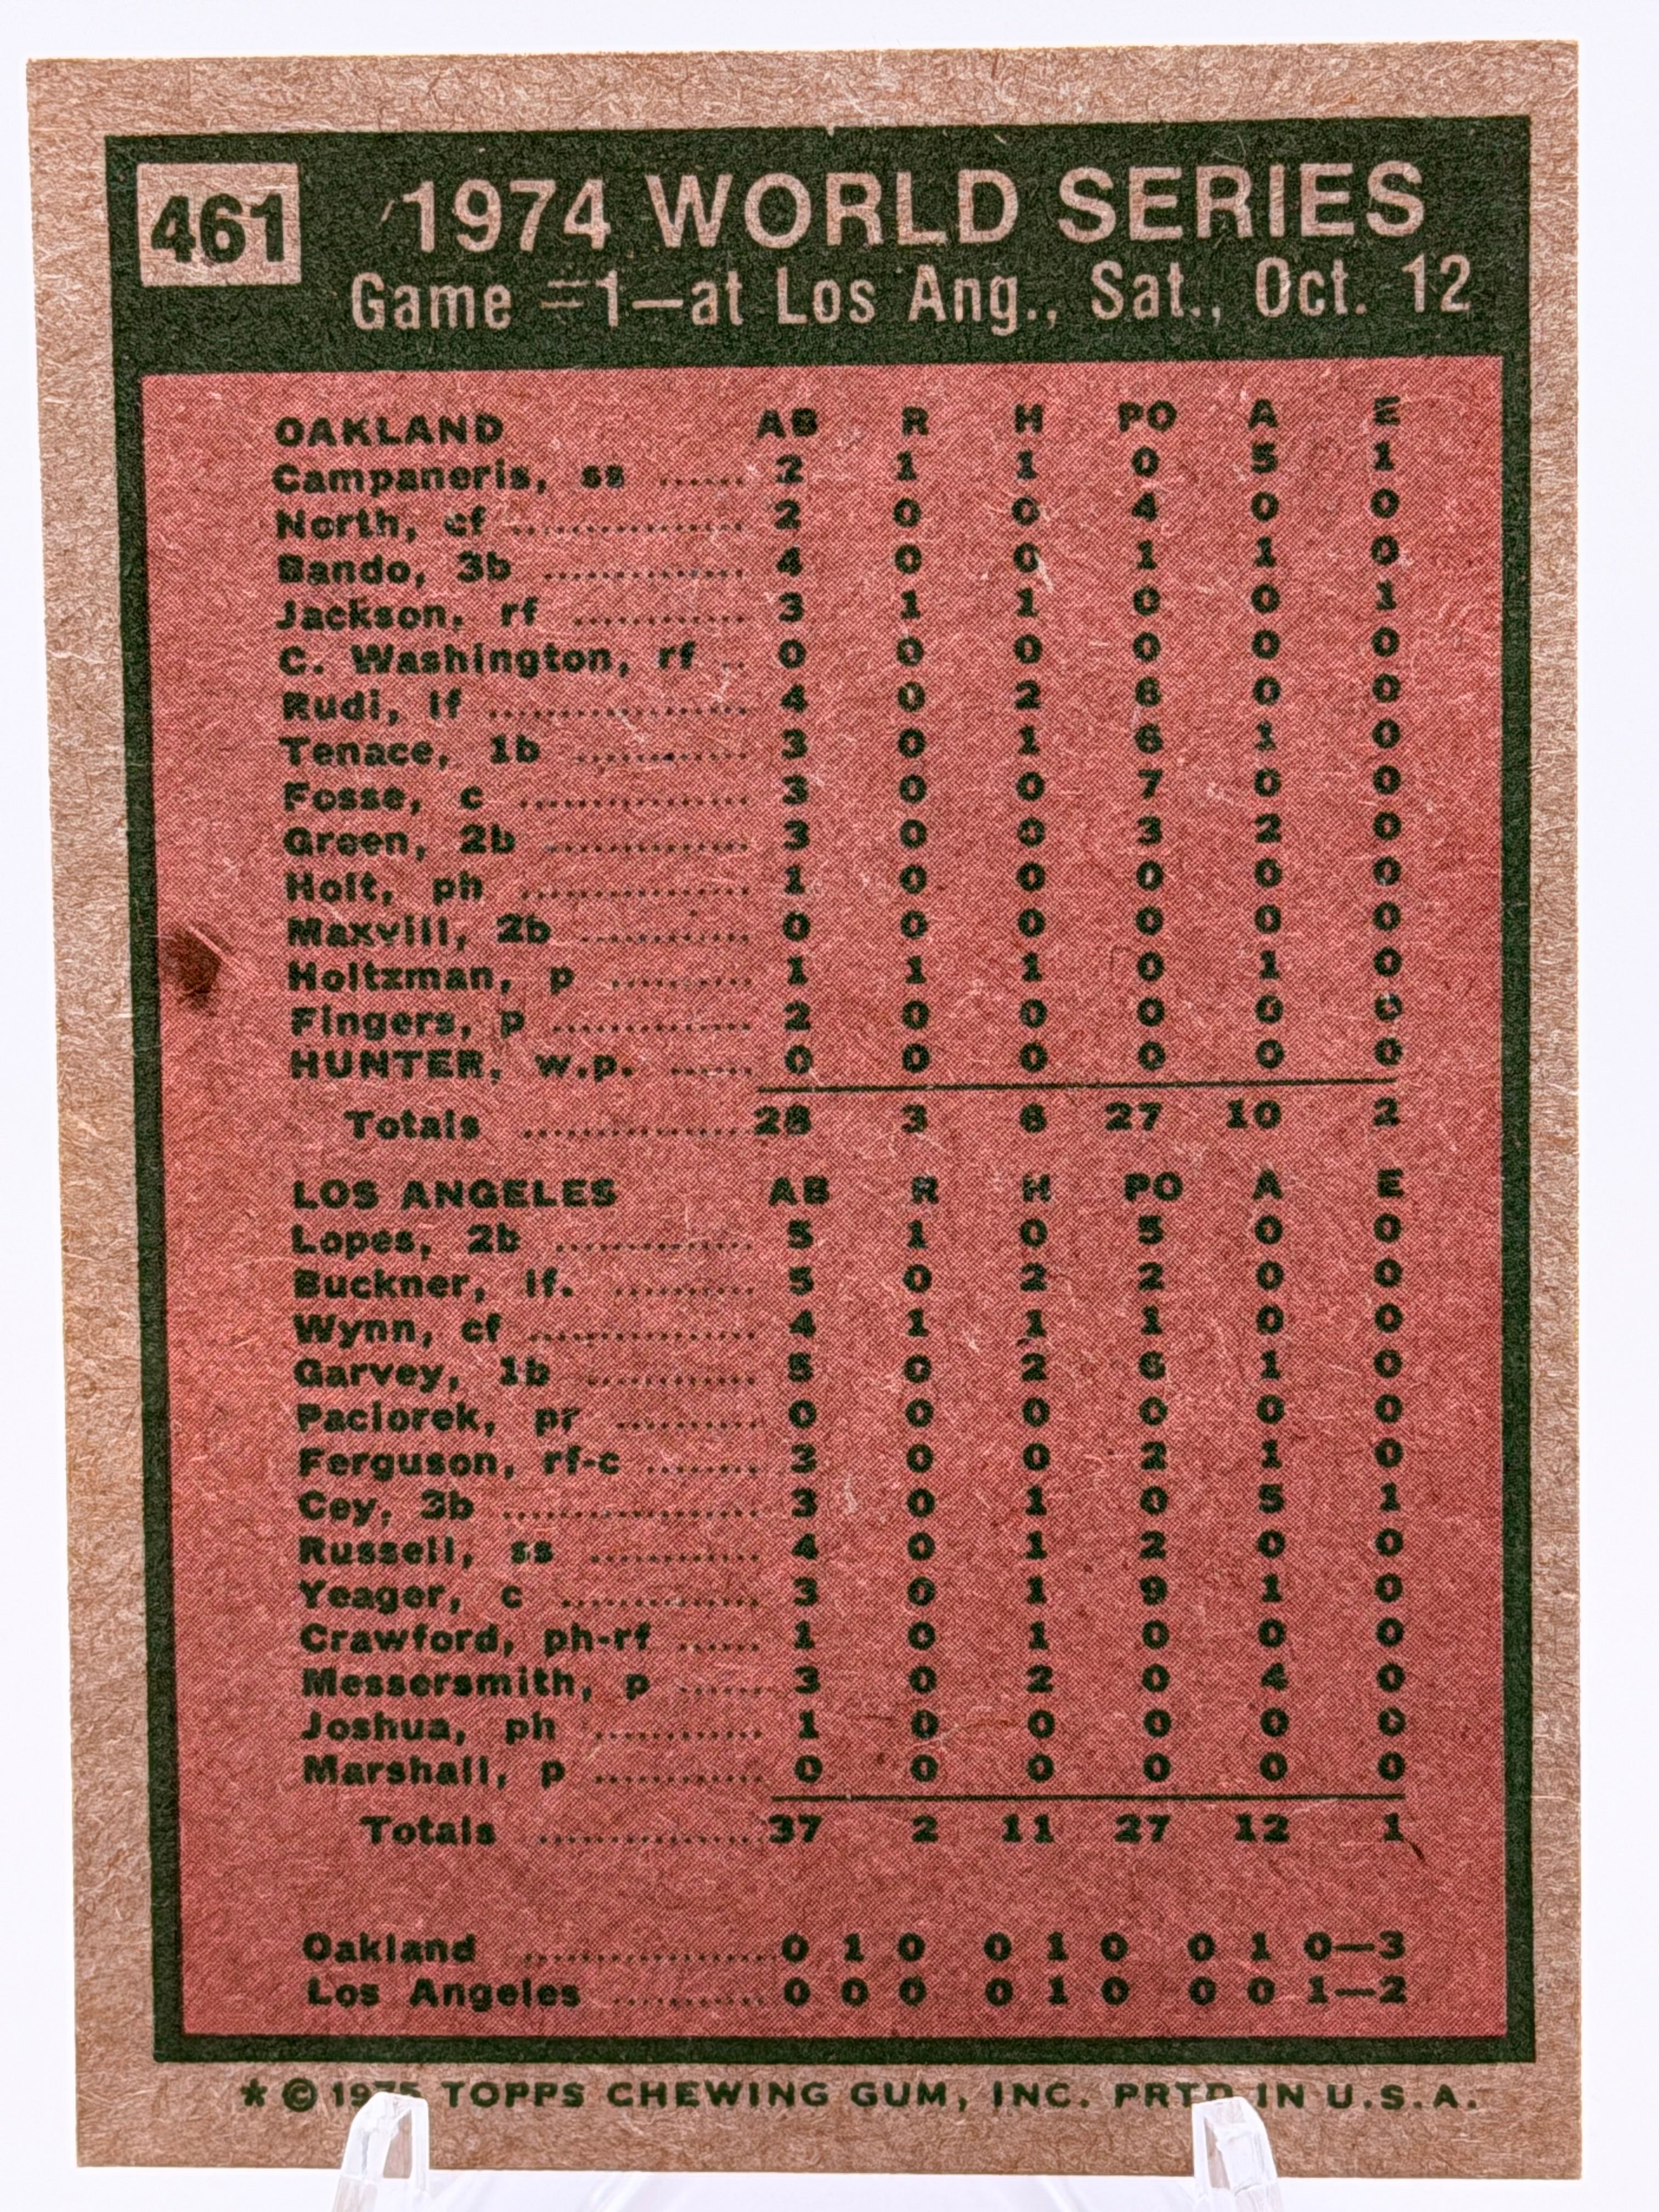 461
1974 WORLD SERIES
Game #1—at Los Ang., Sat., Oct. 12
OAKLAND AB R H PO A E
Campaneris, ss ...... 2 1 1 0 5 1
North, cf ................ 2 0 0 4 0 0
Bando, 3b .............. 4 0 0 1 1 0
Jackson, rf ............ 3 1 1 0 0 1
C. Washington, rf .. 0 0 0 0 0 0
Rudi, lf .................. 4 0 2 6 0 0
Tenace, 1b ............ 3 0 1 6 1 0
Fosse, c ................ 3 0 0 7 0 0
Green, 2b .............. 3 0 0 3 2 0
Holt, ph ................ 1 0 0 0 0 0
Maxvill, 2b ............ 0 0 0 0 0 0
Holtzman, p .......... 1 1 1 0 1 0
Fingers, p .............. 2 0 0 0 0 0
HUNTER, w.p. ...... 0 0 0 0 0 0
Totals ................ 28 3 6 27 10 2
LOS ANGELES AB R H PO A E
Lopes, 2b .............. 5 1 0 5 0 0
Buckner, lf. .......... 5 0 2 2 0 0
Wynn, cf ................ 4 1 1 1 0 0
Garvey, 1b ............ 5 0 2 6 1 0
Paciorek, pr .......... 0 0 0 0 0 0
Ferguson, rf-c ........ 3 0 0 2 1 0
Cey, 3b .................. 3 0 1 0 5 1
Russell, ss ............ 4 0 1 2 0 0
Yeager, c .............. 3 0 1 9 1 0
Crawford, ph-rf ...... 1 0 1 0 0 0
Messersmith, p ...... 3 0 2 0 4 0
Joshua, ph ............ 1 0 0 0 0 0
Marshall, p ............ 0 0 0 0 0 0
Totals ................ 37 2 11 27 12 1
Oakland .................. 0 1 0 0 1 0 0 1 0—3
Los Angeles ............ 0 0 0 0 1 0 0 0 1—2
* © 1975 TOPPS CHEWING GUM, INC. PRTD IN U.S.A.